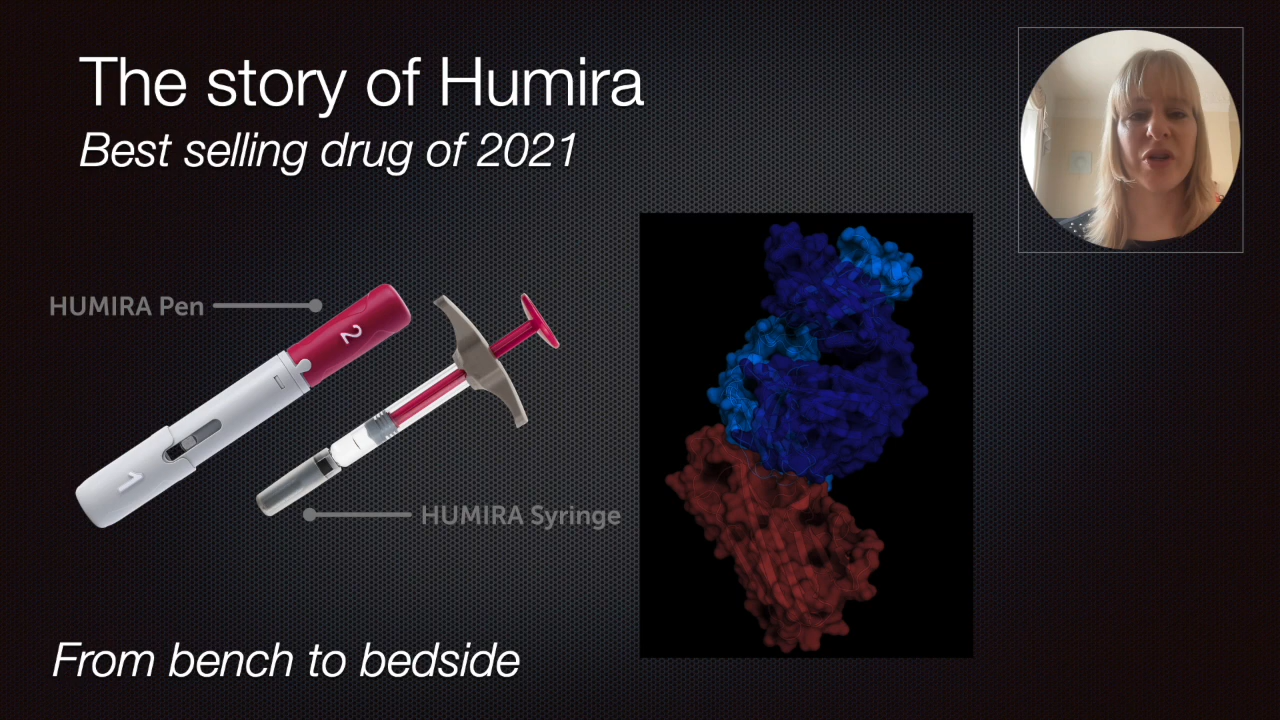 The story of Humira
Best selling drug of 2021
HUMIRA Pen
2
1
HUMIRA Syringe
From bench to bedside